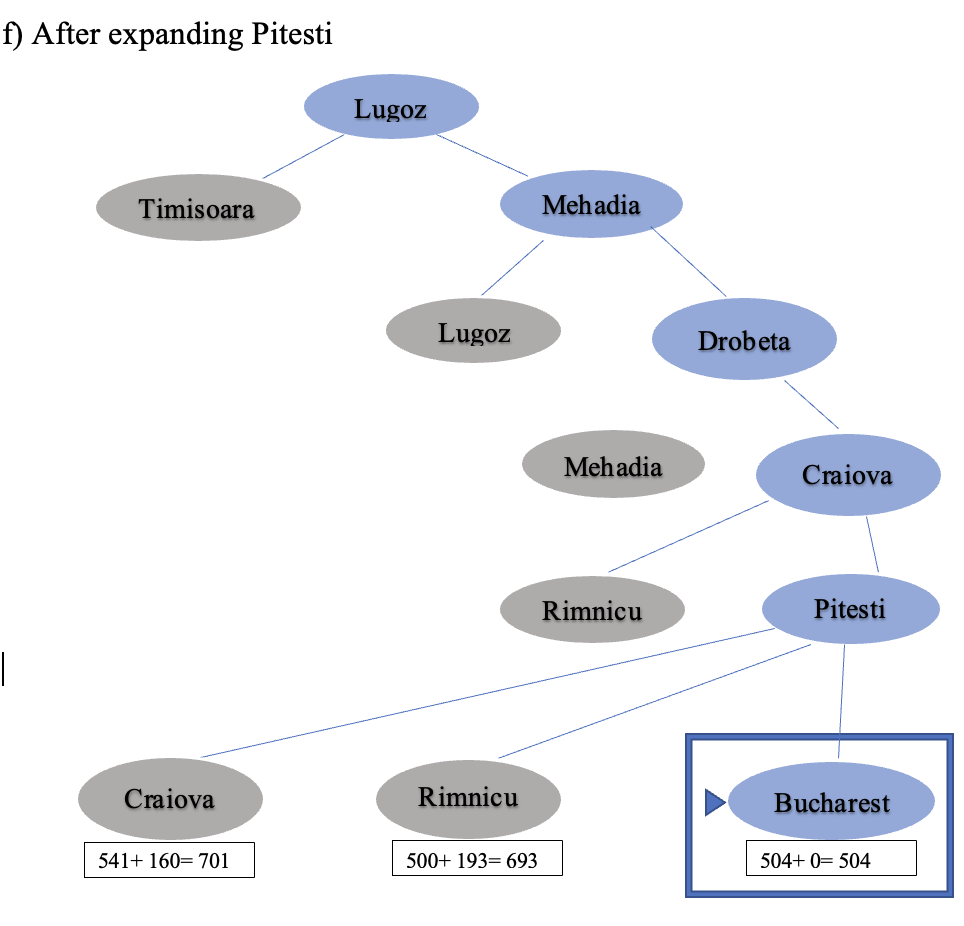 f) After expanding Pitesti
Lugoz
Timisoara
Mehadia
Lugoz
Drobeta
Mehadia
Craiova
Rimnicu
Pitesti
Craiova
Rimnicu
Bucharest
541+ 160= 701
500+ 193= 693
504+ 0= 504